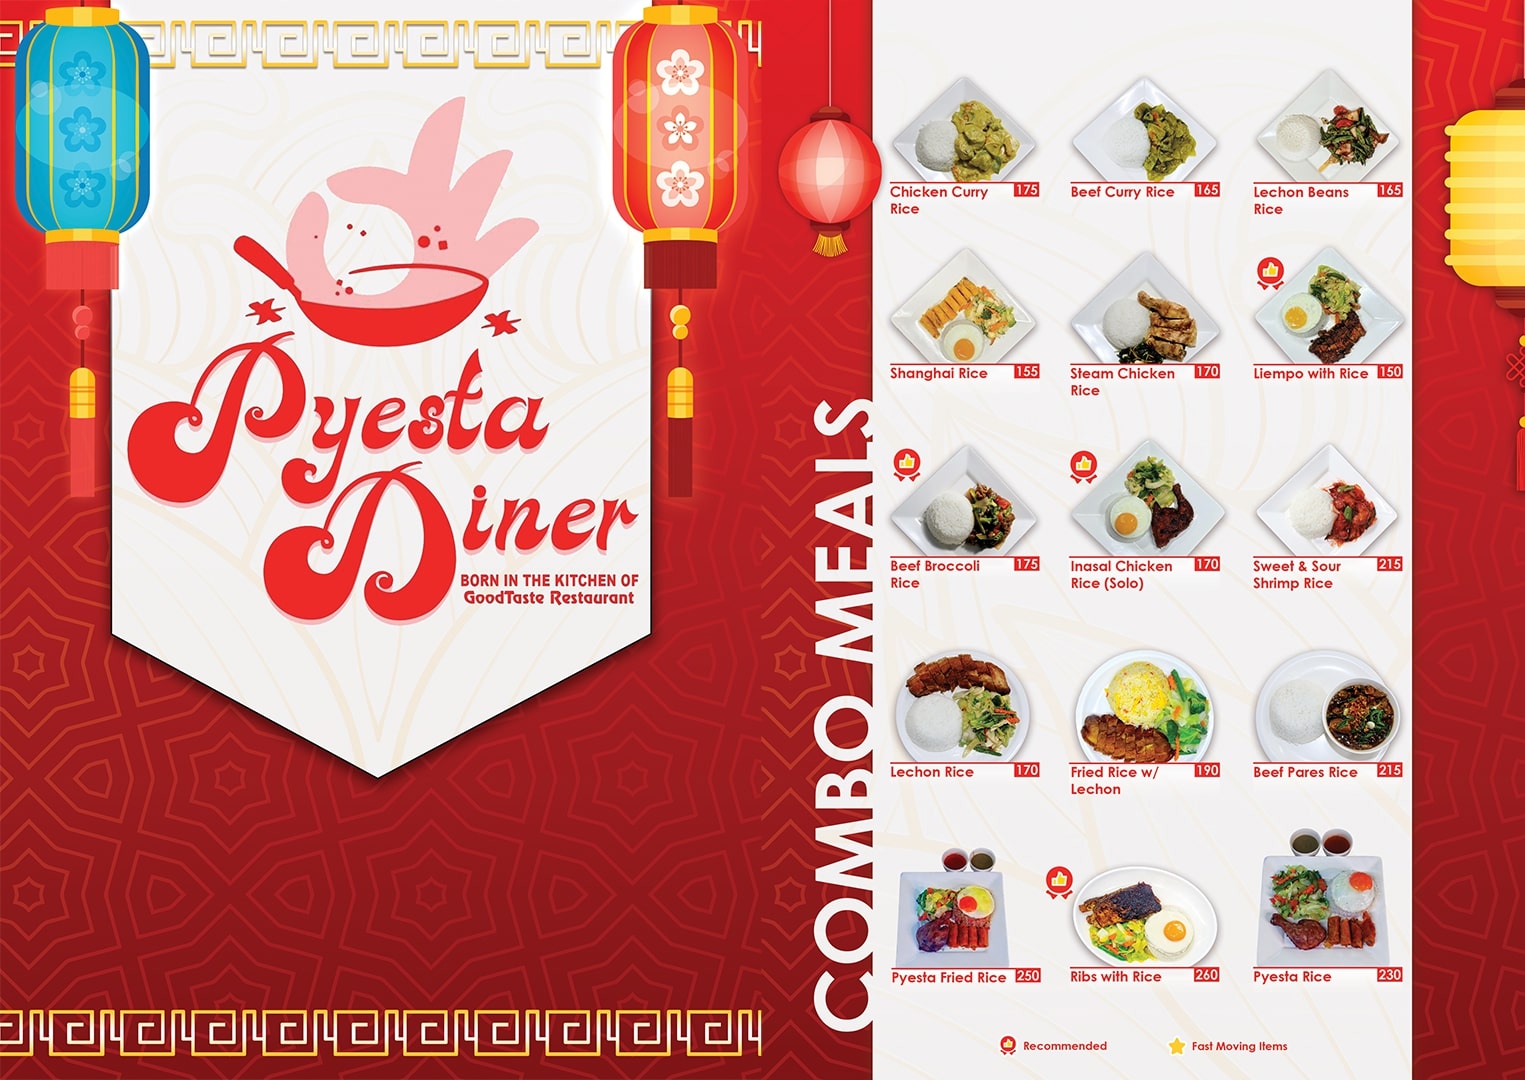 Pyesta
Diner
BORN IN THE KITCHEN OF
GoodTaste Restaurant
COMBO MEALS
Chicken Curry 175
Rice
Beef Curry Rice 165
Lechon Beans 165
Rice
Shanghai Rice 155
Steam Chicken 170
Rice
Liempo with Rice 150
Beef Broccoli 175
Rice
Inasal Chicken 170
Rice (Solo)
Sweet & Sour 215
Shrimp Rice
Lechon Rice 170
Fried Rice w/ 190
Lechon
Beef Pares Rice 215
Pyesta Fried Rice 250
Ribs with Rice 260
Pyesta Rice 230
Recommended
Fast Moving Items